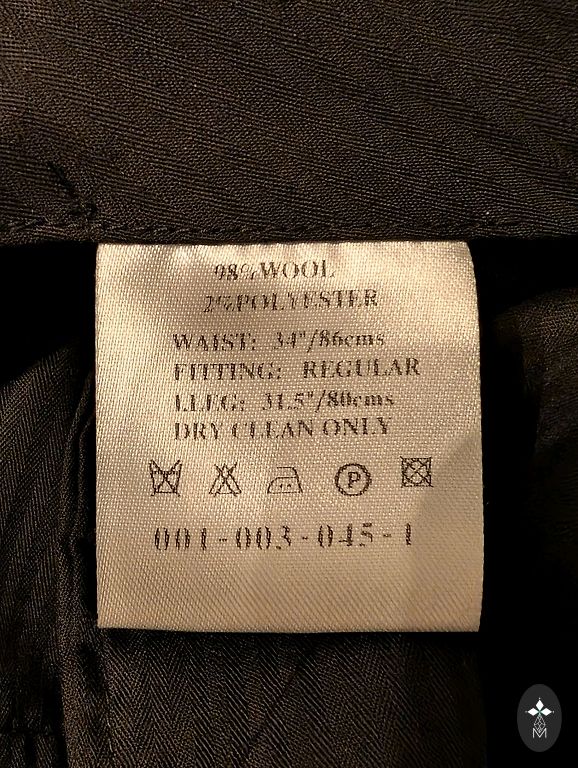 98% WOOL
2% POLYESTER
WAIST: 34"/86cms
FITTING: REGULAR
I.LEG: 31.5"/80cms
DRY CLEAN ONLY
P
001-003-045-1
M